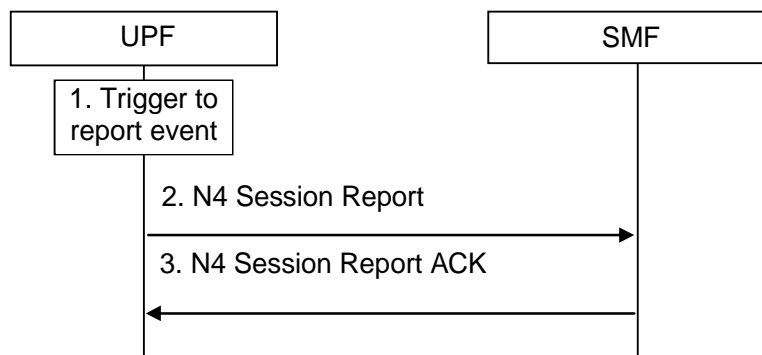 UPF
SMF
1. Trigger to
report event
2. N4 Session Report
3. N4 Session Report ACK